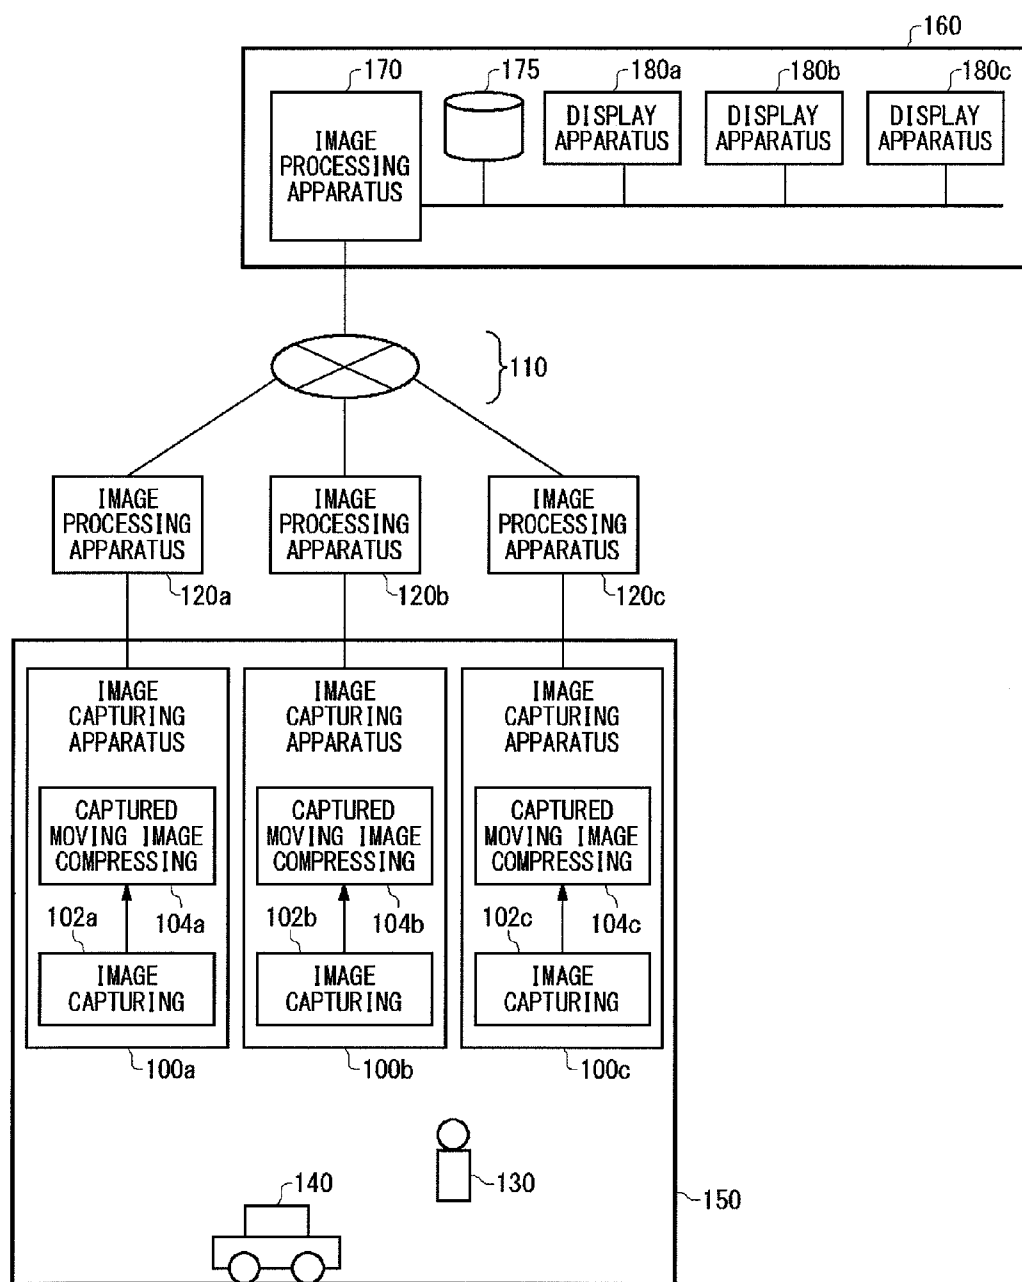 160
170
175
180a
180b
180c
IMAGE
PROCESSING
APPARATUS
DISPLAY
APPARATUS
DISPLAY
APPARATUS
DISPLAY
APPARATUS
110
IMAGE
PROCESSING
APPARATUS
IMAGE
PROCESSING
APPARATUS
IMAGE
PROCESSING
APPARATUS
120a
120b
120c
IMAGE
CAPTURING
APPARATUS
IMAGE
CAPTURING
APPARATUS
IMAGE
CAPTURING
APPARATUS
CAPTURED
MOVING IMAGE
COMPRESSING
CAPTURED
MOVING IMAGE
COMPRESSING
CAPTURED
MOVING IMAGE
COMPRESSING
102a
104a
102b
104b
102c
104c
IMAGE
CAPTURING
IMAGE
CAPTURING
IMAGE
CAPTURING
100a
100b
100c
130
140
150